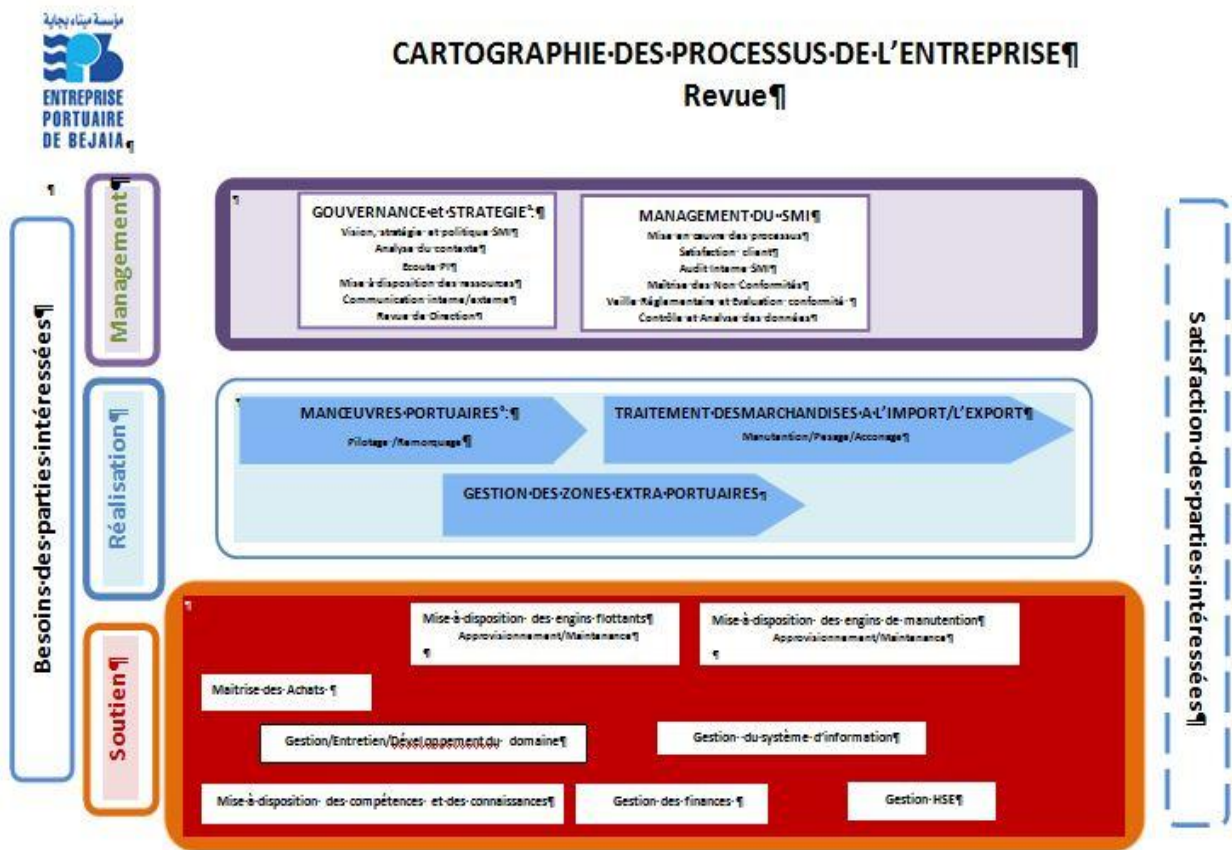 مؤسسة ميناء بجاية
ENTREPRISE
PORTUAIRE
DE BEJAIA¶
CARTOGRAPHIE·DES·PROCESSUS·DE·L'ENTREPRISE¶
Revue¶
¶
Besoins·des·parties·intéressées¶
Management¶
¶
GOUVERNANCE·et·STRATEGIE°:¶
Vision,·stratégie·et·politique·SMI¶
Analyse·du·contexte¶
Ecoute·PI¶
Mise·à·disposition·des·ressources¶
Communication·interne/externe¶
Revue·de·Direction¶
MANAGEMENT·DU··SMI¶
Mise·en·œuvre·des·processus¶
Satisfaction·client¶
Audit·Interne·SMI¶
Maîtrise·des·Non·Conformités¶
Veille·Réglementaire·et·Evaluation·conformité·¶
Contrôle·et·Analyse·des·données¶
Réalisation¶
¶
MANŒUVRES·PORTUAIRES°:¶
Pilotage·/Remorquage¶
TRAITEMENT·DESMARCHANDISES·A·L'IMPORT/L'EXPORT¶
Manutention/Pesage/Acconage¶
GESTION·DES·ZONES·EXTRA·PORTUAIRES¶
Soutien¶
¶
Mise·à·disposition·des·engins·flottants¶
Approvisionnement/Maintenance¶
¶
Mise·à·disposition·des·engins·de·manutention¶
Approvisionnement/Maintenance¶
¶
Maitrise·des·Achats·¶
Gestion/Entretien/Développement·du·domaine¶
Gestion··du·système·d'information¶
Mise·à·disposition·des·compétences·et·des·connaissances¶
Gestion·des·finances·¶
Gestion·HSE¶
Satisfaction·des·parties·intéressées¶